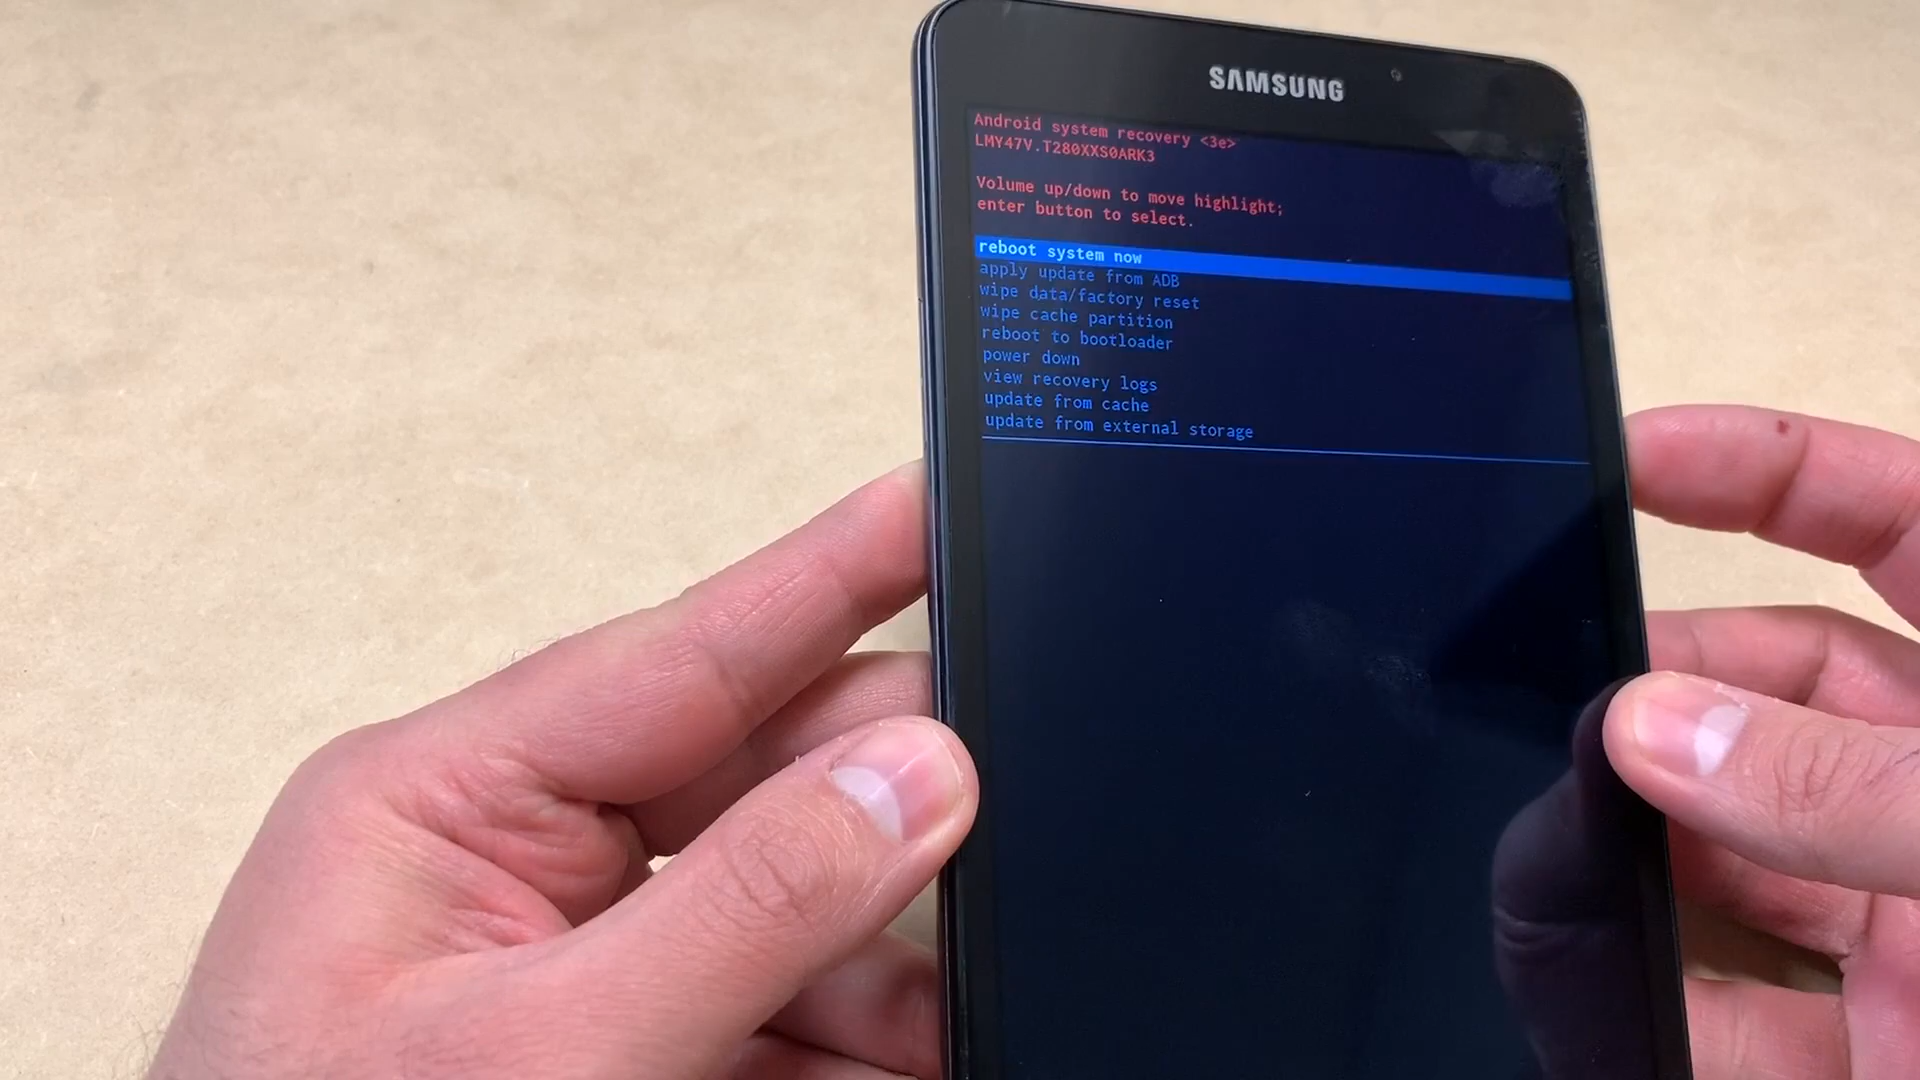 SAMSUNG
Android system recovery <3e>
LMY47V.T280XXS0ARK3
Volume up/down to move highlight;
enter button to select.
reboot system now
apply update from ADB
wipe data/factory reset
wipe cache partition
reboot to bootloader
power down
view recovery logs
update from cache
update from external storage